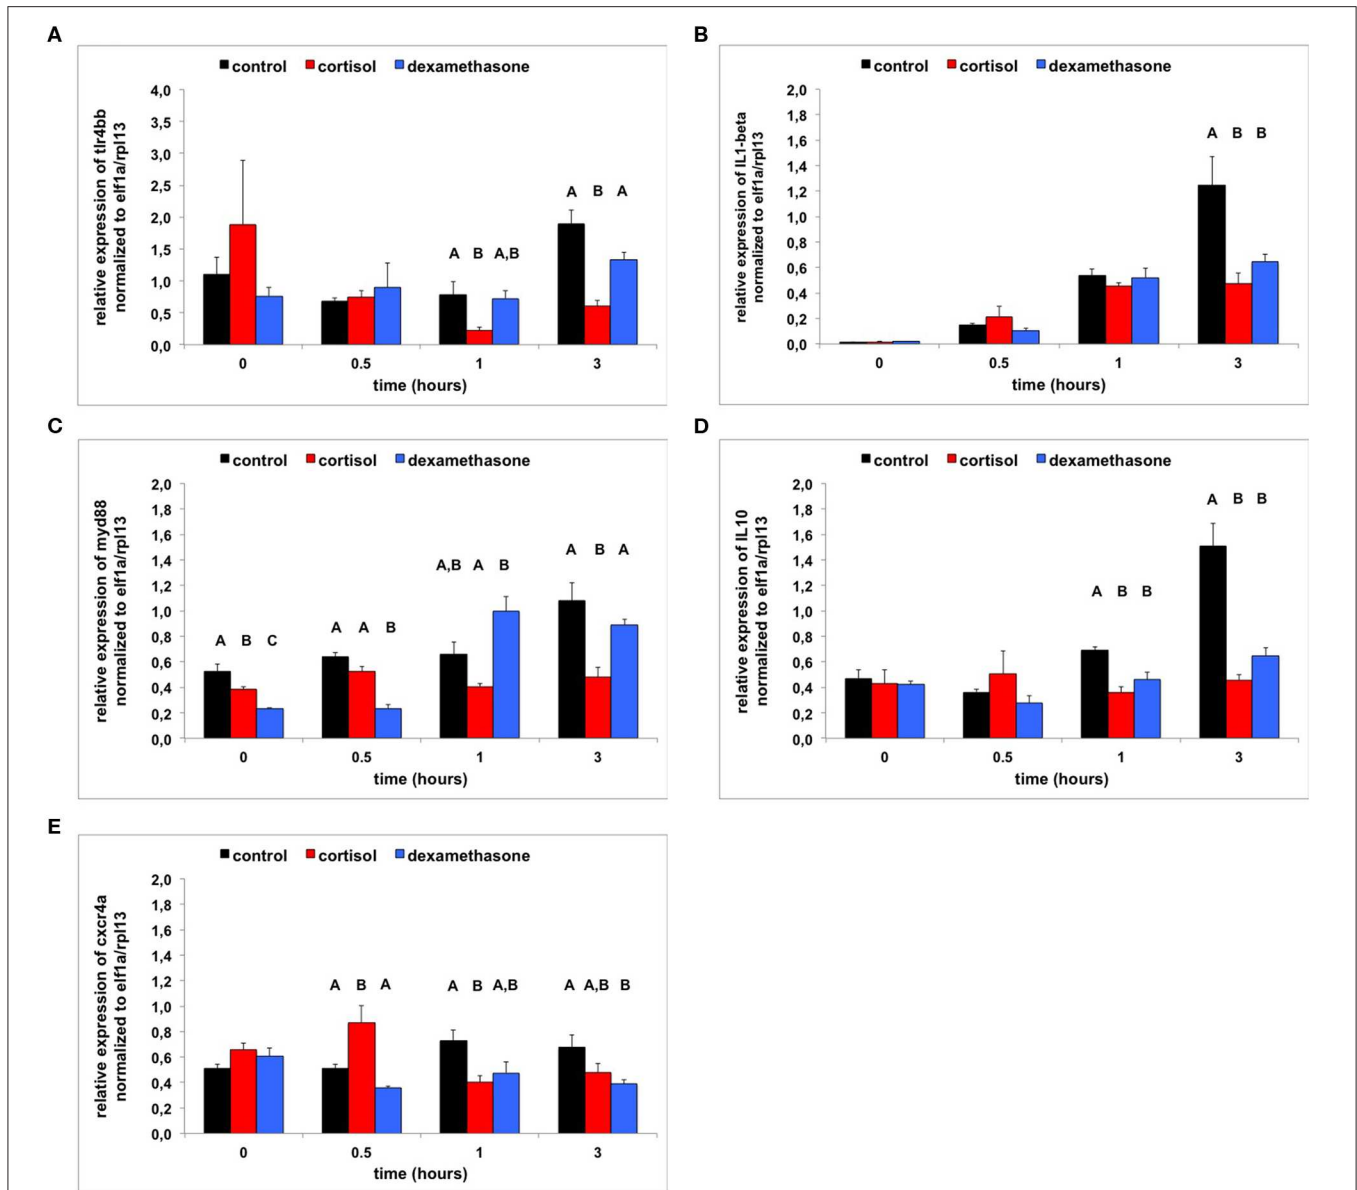 A
control cortisol dexamethasone
relative expression of tlr4bb
normalized to elf1a/rpl13
4,0
3,5
3,0
2,5
2,0
1,5
1,0
0,5
0,0
A B A,B
A B A
0 0.5 1 3
time (hours)
B
control cortisol dexamethasone
relative expression of IL1-beta
normalized to elf1a/rpl13
2,0
1,8
1,6
1,4
1,2
1,0
0,8
0,6
0,4
0,2
0,0
A B B
0 0.5 1 3
time (hours)
C
control cortisol dexamethasone
relative expression of myd88
normalized to elf1a/rpl13
2,0
1,8
1,6
1,4
1,2
1,0
0,8
0,6
0,4
0,2
0,0
A B C
A A B
A,B A B
A B A
0 0.5 1 3
time (hours)
D
control cortisol dexamethasone
relative expression of IL10
normalized to elf1a/rpl13
2,0
1,8
1,6
1,4
1,2
1,0
0,8
0,6
0,4
0,2
0,0
A B B
A B B
0 0.5 1 3
time (hours)
E
control cortisol dexamethasone
relative expression of cxcr4a
normalized to elf1a/rpl13
2,0
1,8
1,6
1,4
1,2
1,0
0,8
0,6
0,4
0,2
0,0
A B A
A B A,B
A A,B B
0 0.5 1 3
time (hours)